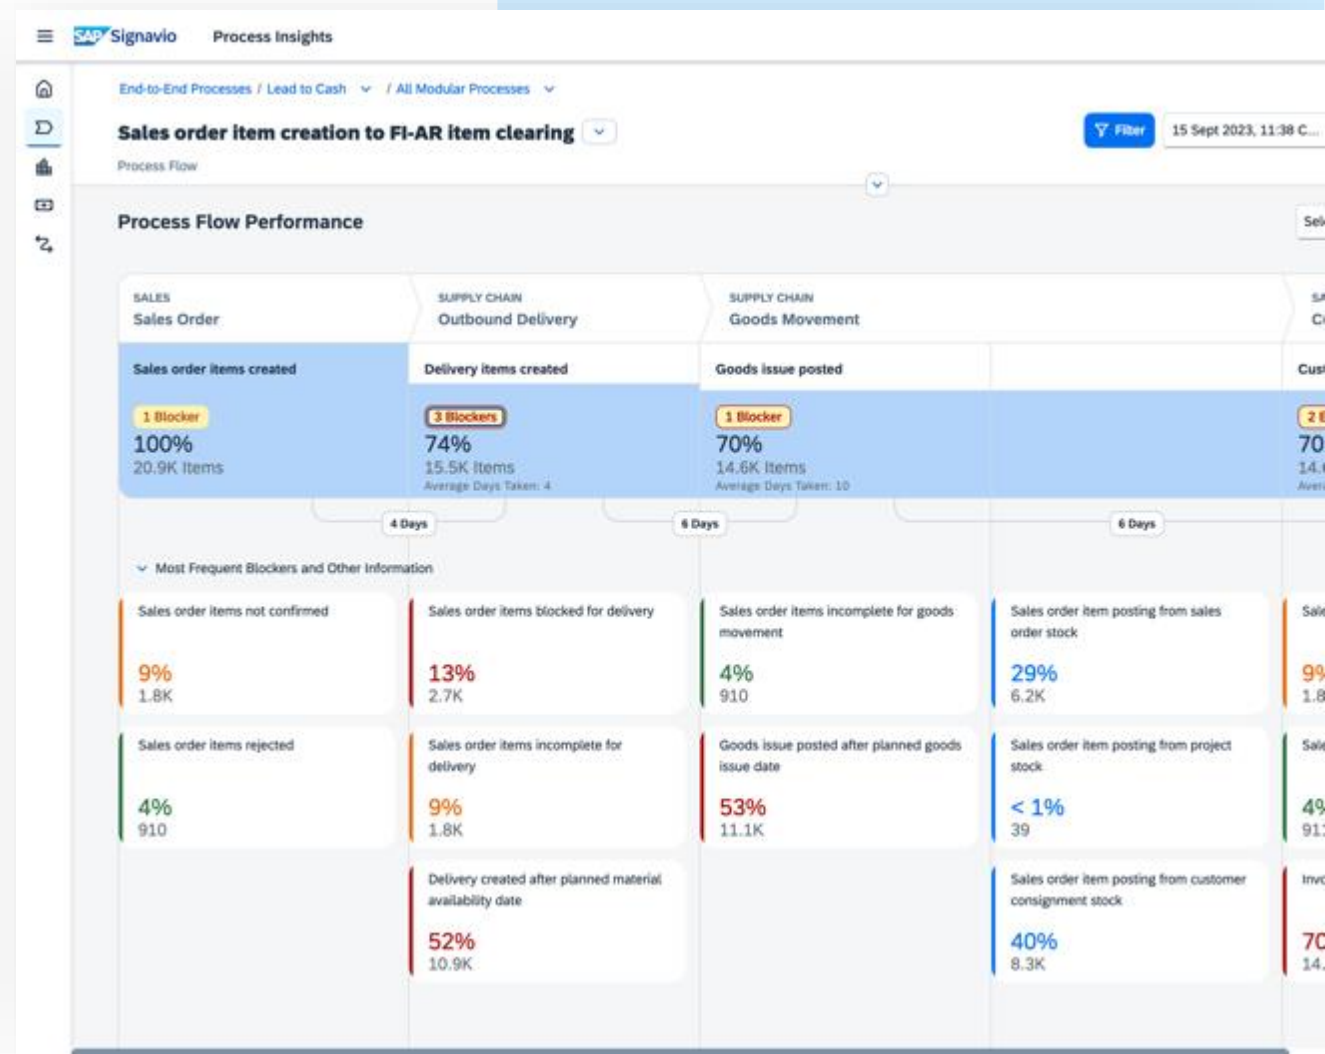 SAP Signavio Process Insights
End-to-End Processes / Lead to Cash / All Modular Processes
Sales order item creation to FI-AR item clearing
Filter
15 Sept 2023, 11:38 C...
Process Flow
Process Flow Performance
SALES
Sales Order
SUPPLY CHAIN
Outbound Delivery
SUPPLY CHAIN
Goods Movement
Sales order items created
Delivery items created
Goods issue posted
1 Blocker
100%
20.9K Items
3 Blockers
74%
15.5K Items
Average Days Taken: 4
1 Blocker
70%
14.6K Items
Average Days Taken: 10
70
4 Days
6 Days
6 Days
Most Frequent Blockers and Other Information
Sales order items not confirmed
9%
1.8K
Sales order items blocked for delivery
13%
2.7K
Sales order items incomplete for goods
movement
4%
910
Sales order item posting from sales
order stock
29%
6.2K
Sales order items rejected
4%
910
Sales order items incomplete for
delivery
9%
1.8K
Goods issue posted after planned goods
issue date
53%
11.1K
Sales order item posting from project
stock
< 1%
39
Delivery created after planned material
availability date
52%
10.9K
Sales order item posting from customer
consignment stock
40%
8.3K
70
14.